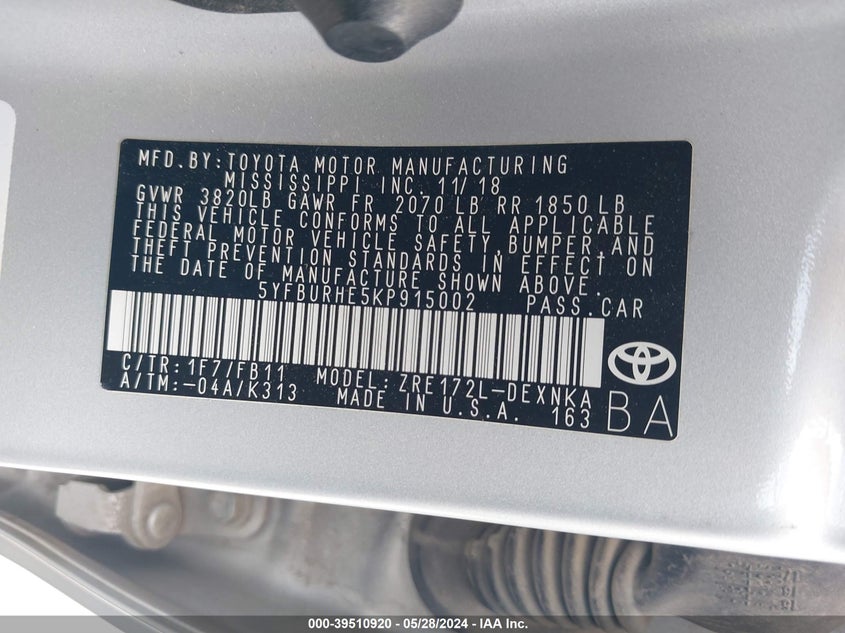 MFD.BY:TOYOTA MOTOR MANUFACTURING
MISSISSIPPI INC. 11/18
GVWR 3820LB GAWR FR 2070 LB RR 1850 LB
THIS VEHICLE CONFORMS TO ALL APPLICABLE
FEDERAL MOTOR VEHICLE SAFETY, BUMPER, AND
THEFT PREVENTION STANDARDS IN EFFECT ON
THE DATE OF MANUFACTURE SHOWN ABOVE.
5YFBURHE5KP915002 PASS.CAR
C/TR:1F7/FB11 MODEL:ZRE172L-DEXNKA
A/TM:-04A/K313 MADE IN U.S.A. 163
BA
000-39510920 - 05/28/2024 - IAA Inc.